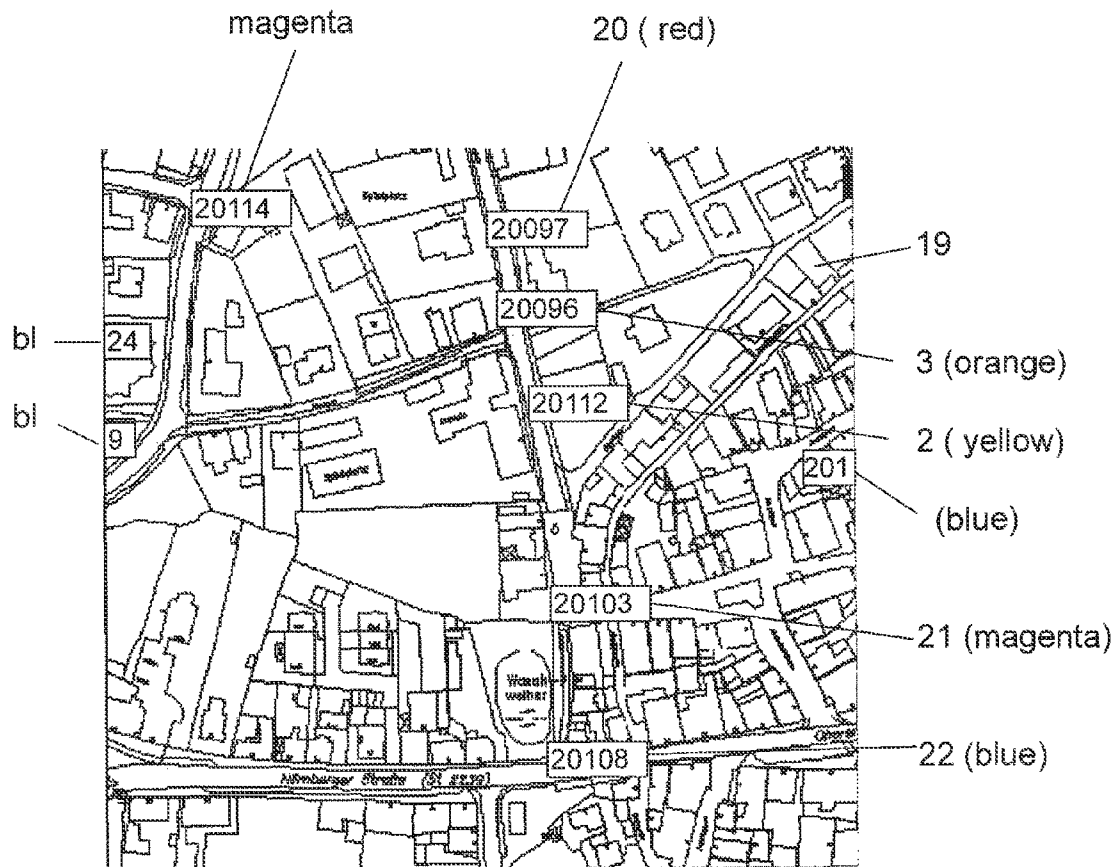 magenta
20 ( red)
20114
20097
19
20096
bl
24
3 (orange)
bl
9
20112
2 ( yellow)
201
(blue)
20103
21 (magenta)
20108
22 (blue)